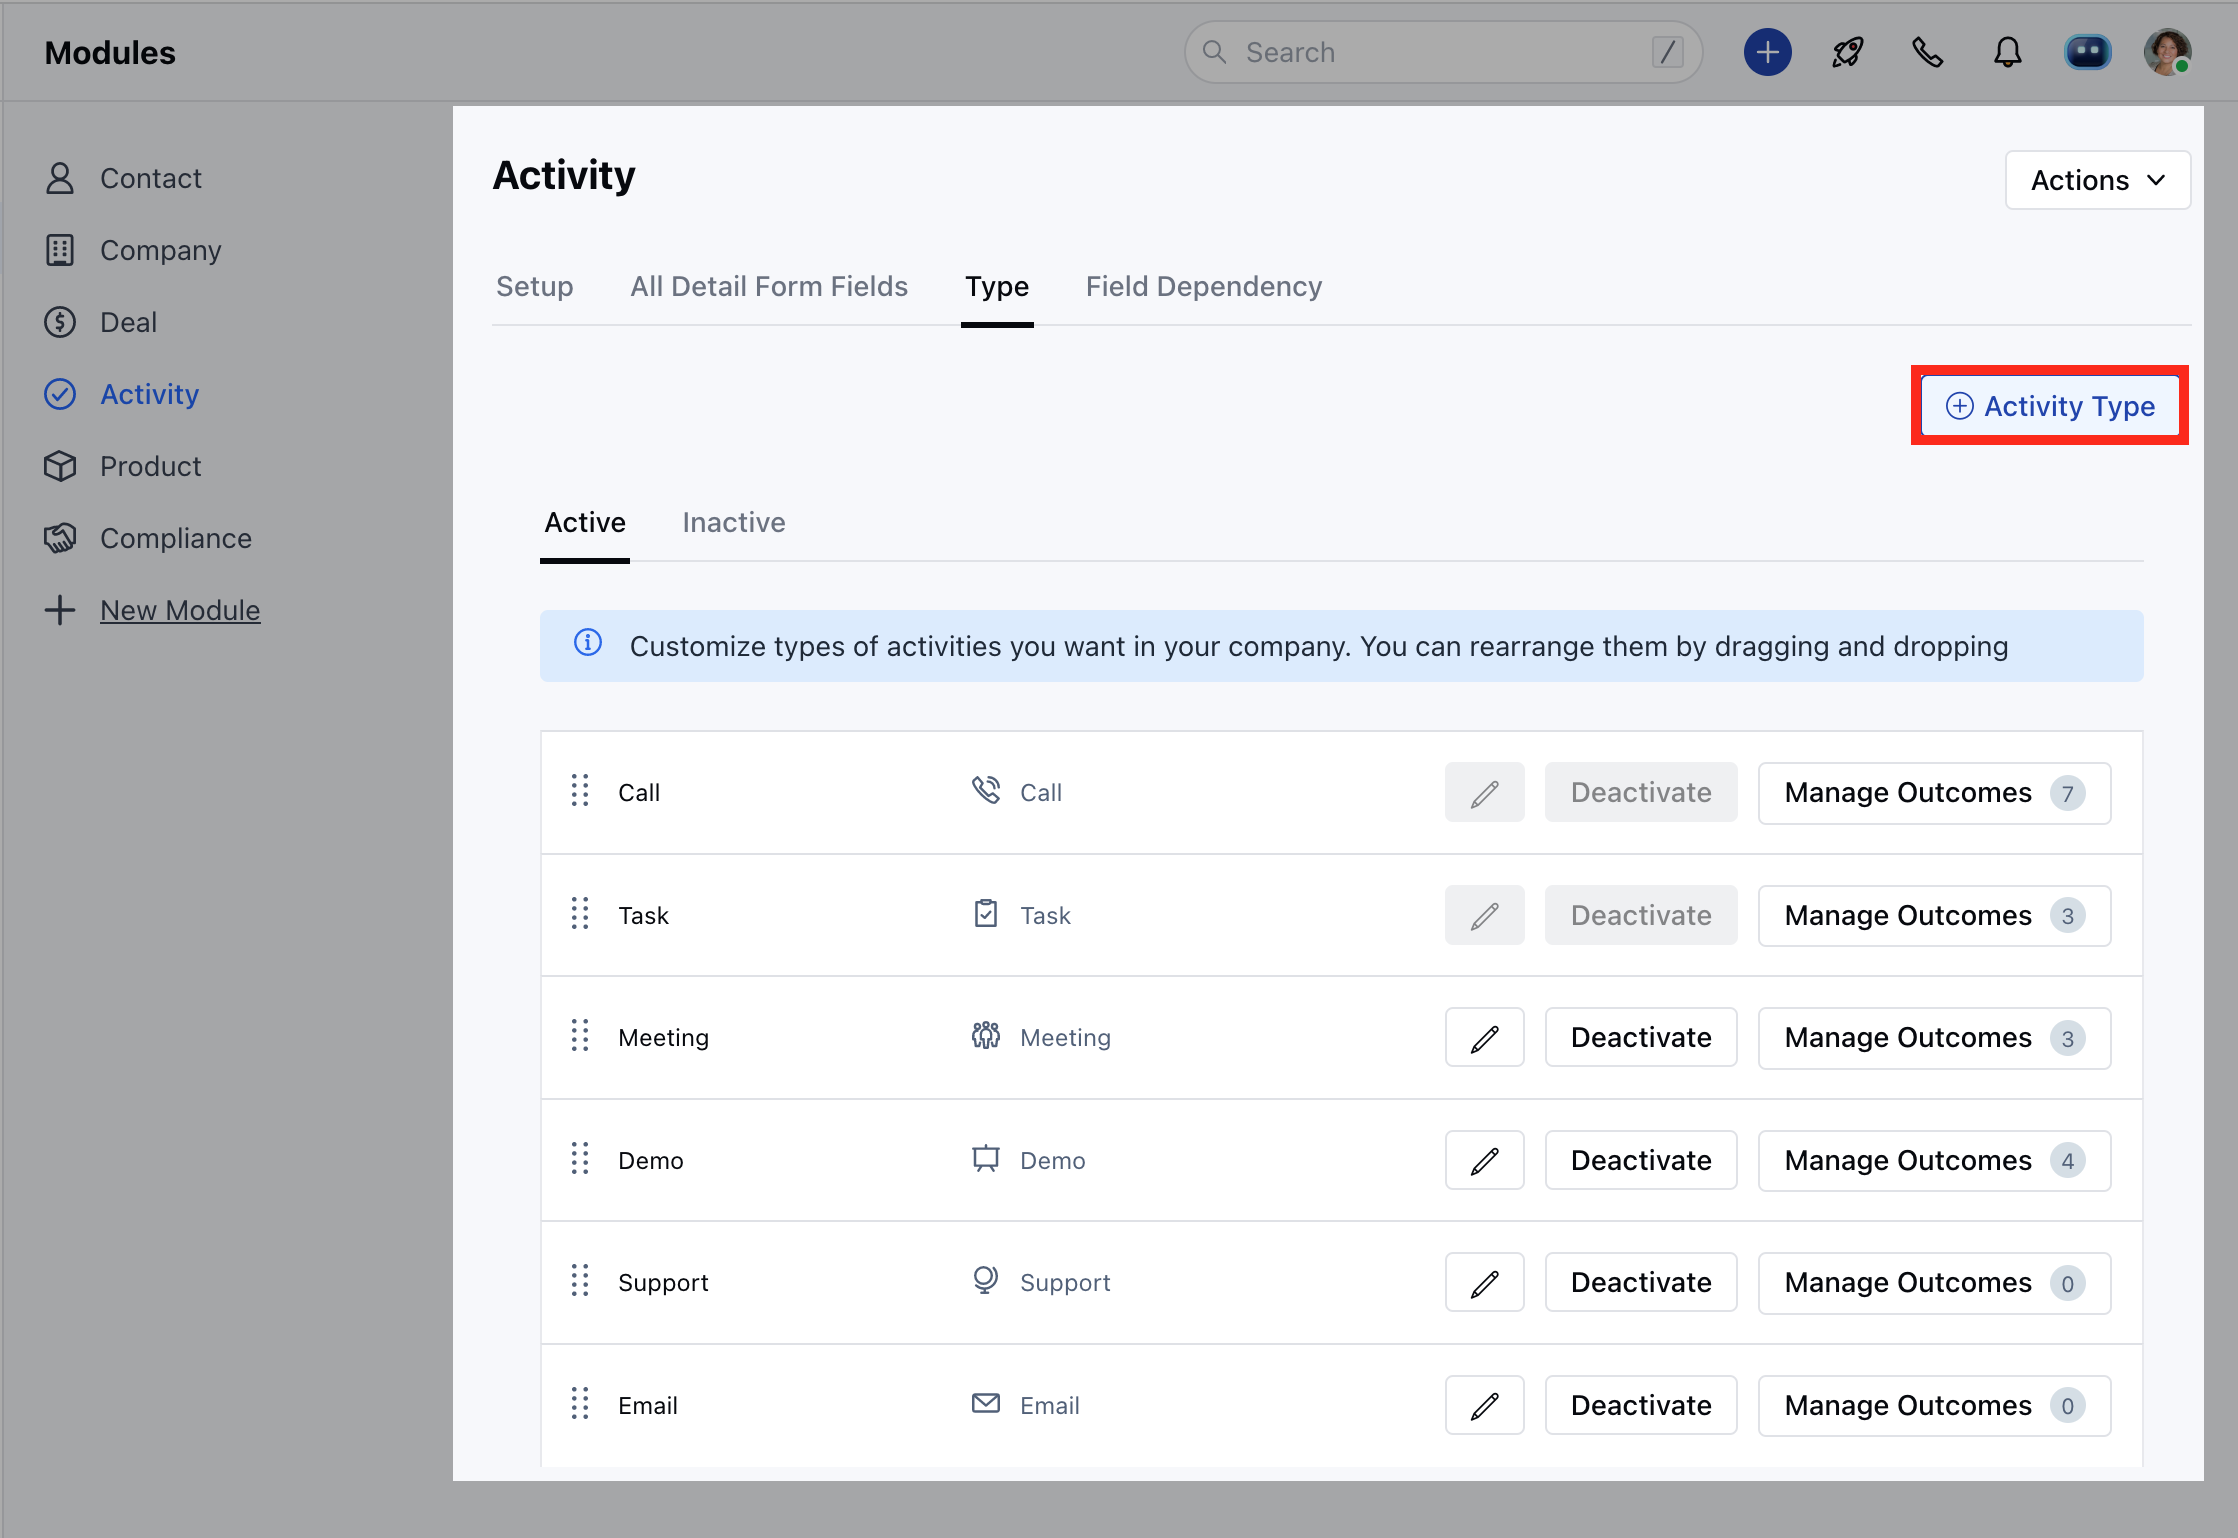 Modules
Search /
Contact
Company
Deal
Activity
Product
Compliance
New Module
Activity
Actions
Setup All Detail Form Fields Type Field Dependency
Activity Type
Active Inactive
Customize types of activities you want in your company. You can rearrange them by dragging and dropping
Call Call Deactivate Manage Outcomes 7
Task Task Deactivate Manage Outcomes 3
Meeting Meeting Deactivate Manage Outcomes 3
Demo Demo Deactivate Manage Outcomes 4
Support Support Deactivate Manage Outcomes 0
Email Email Deactivate Manage Outcomes 0